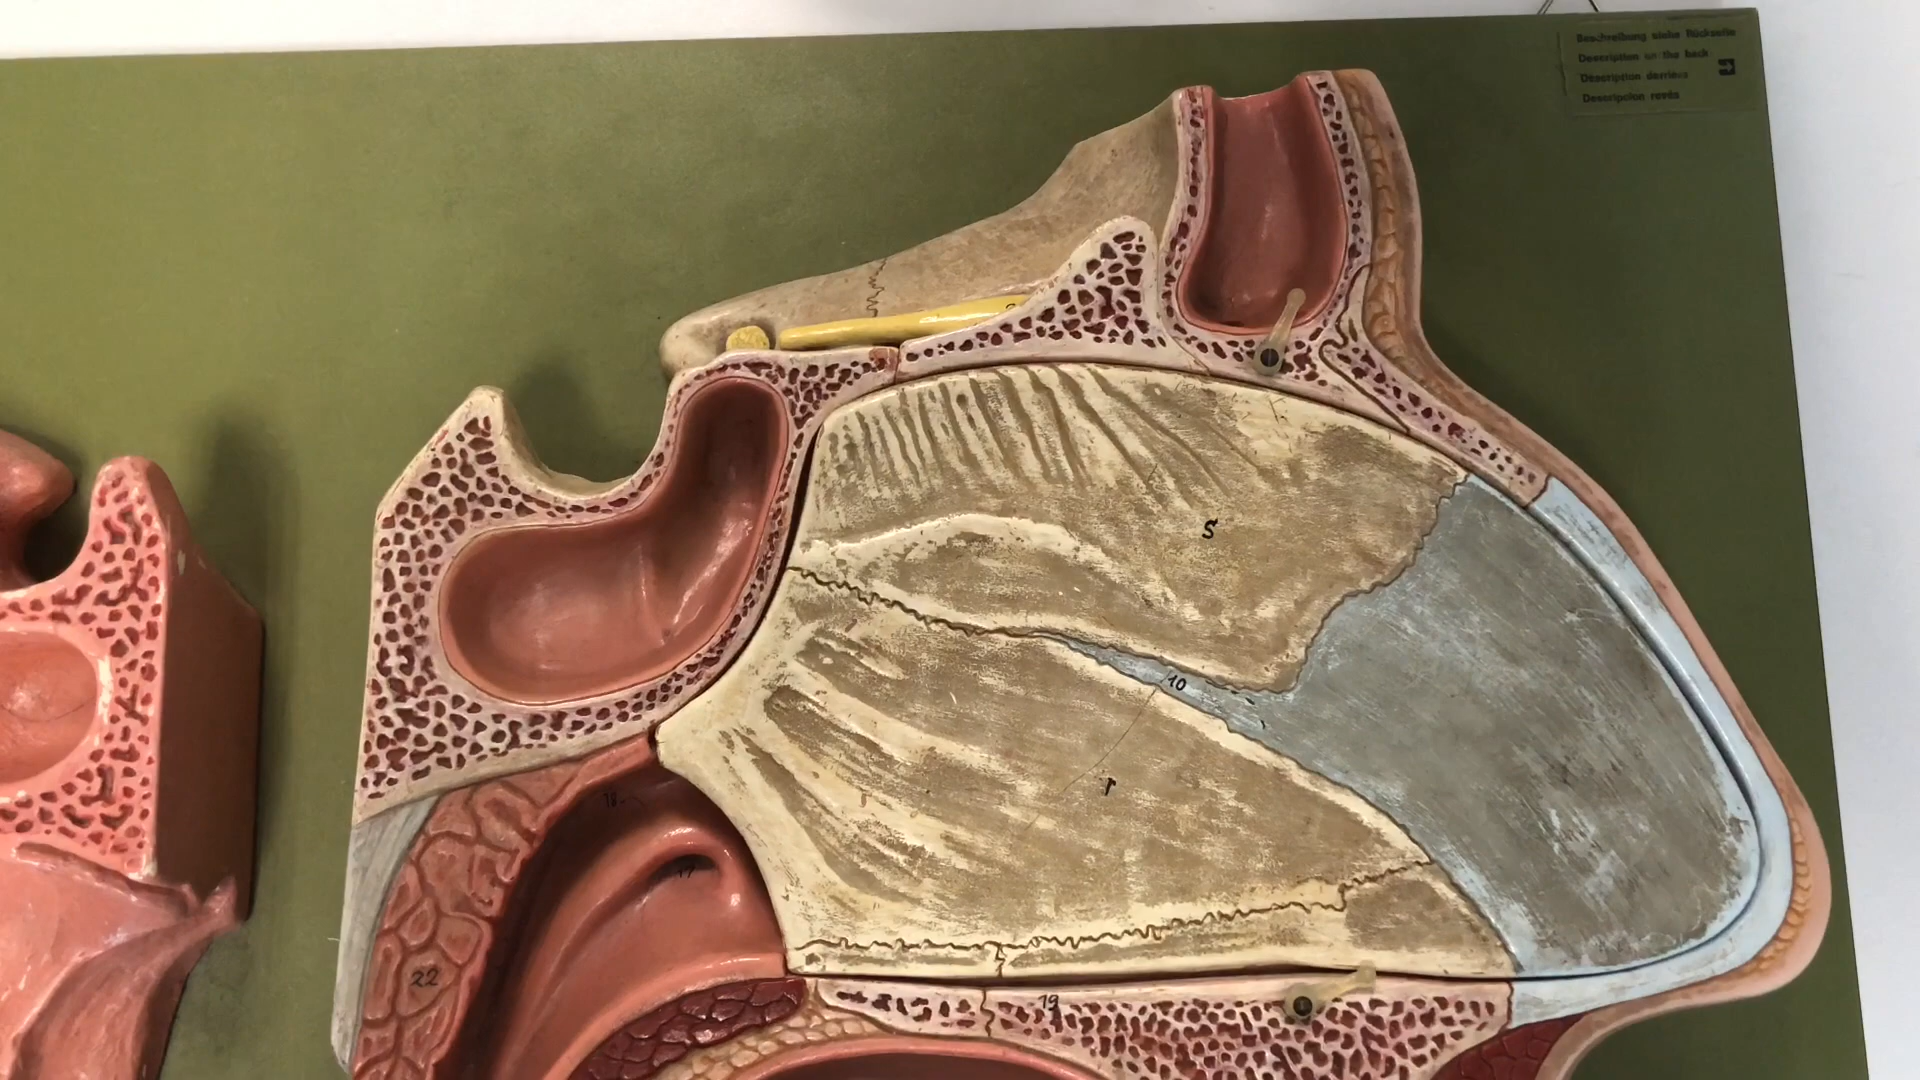 Beschreibung siehe Rückseite
Description on the back
Description derrière
Descripcion revés
S
10
r
18
17
22
19